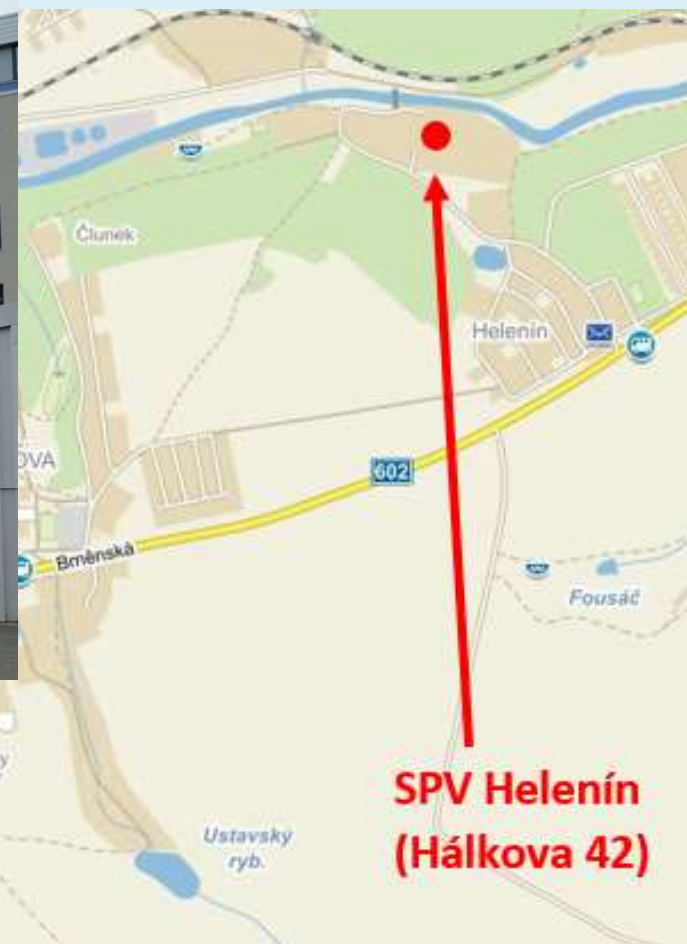 Člunek
Helenín
OVA
602
Brněnská
Fousáč
SPV Helenín
(Hálkova 42)
Ustavský
ryb.